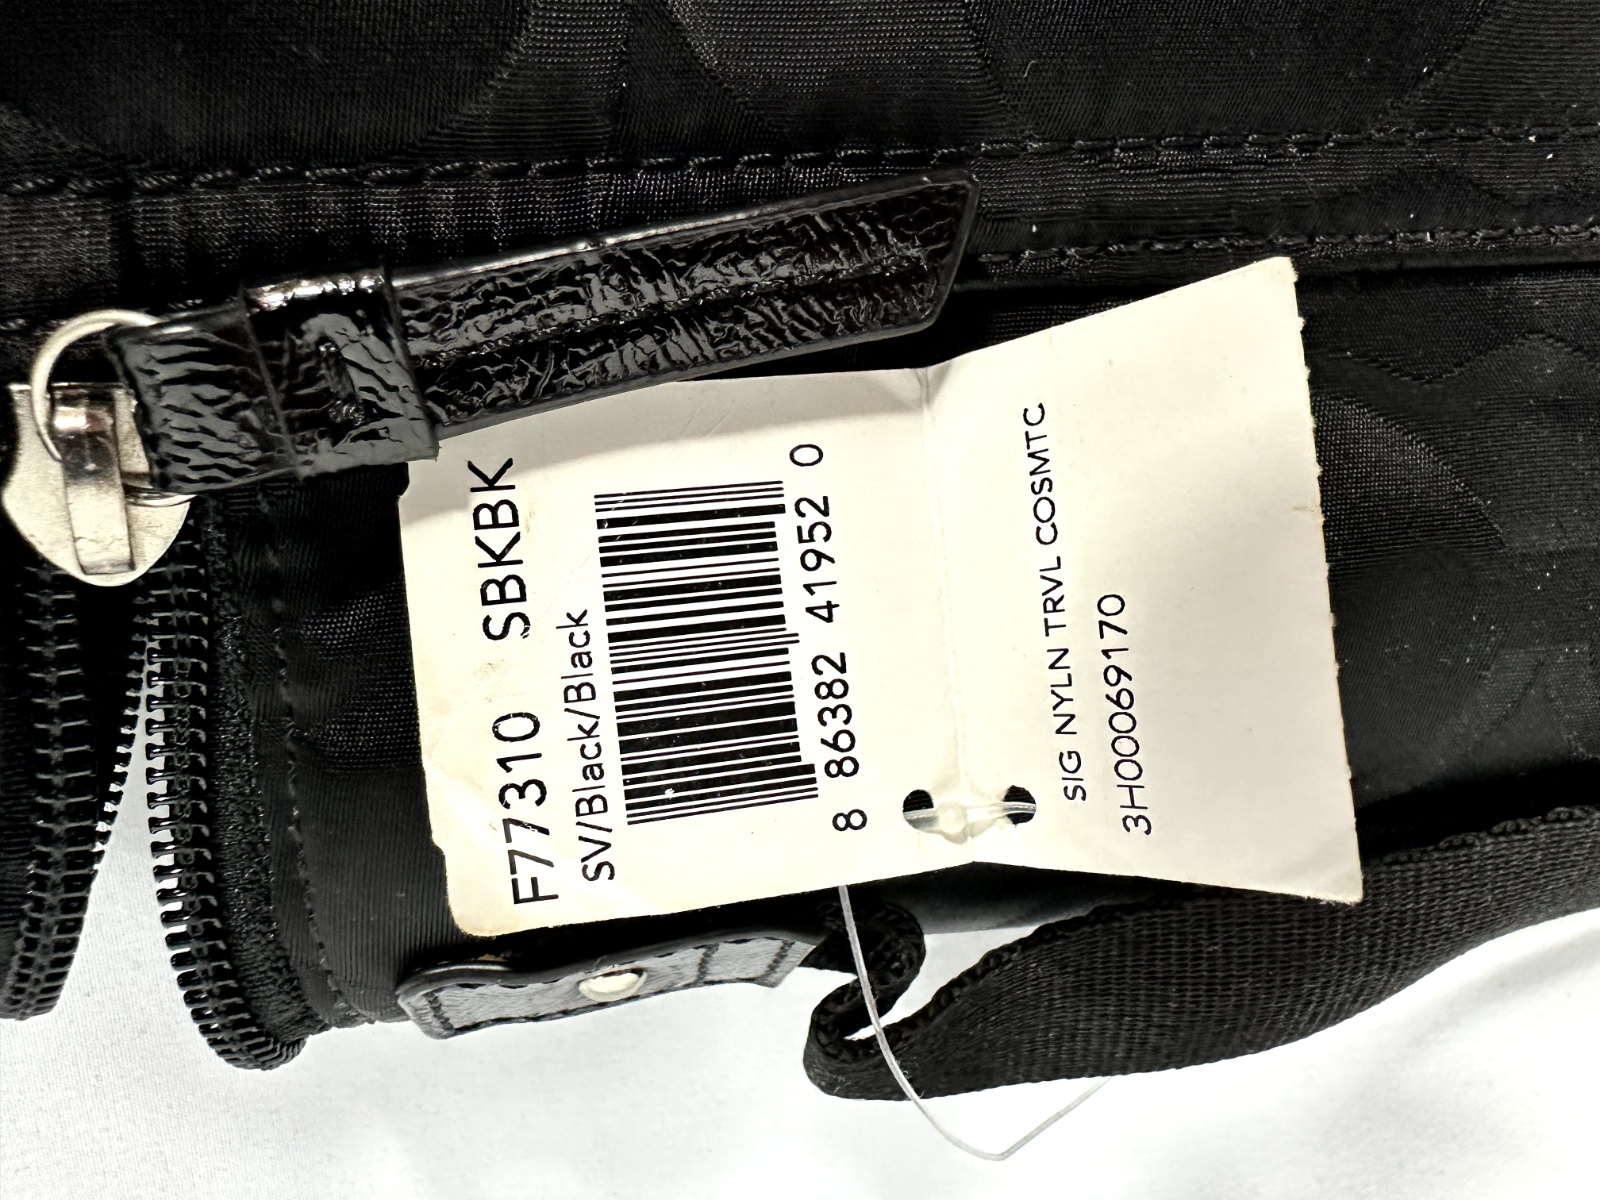 F77310 SBKBK
SV/Black/Black
8 86382 41952 0
SIG NYLN TRVL COSMTC
3H00069170